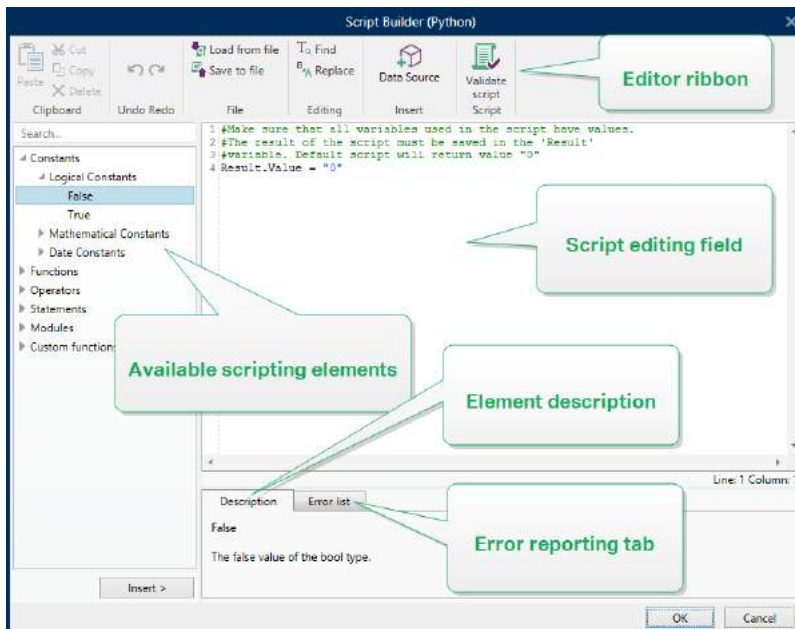 Script Builder (Python)
Paste
Cut
Copy
Delete
Clipboard
Undo Redo
Load from file
Save to file
File
Find
Replace
Editing
Data Source
Insert
Validate
script
Script
Editor ribbon
Search...
Constants
Logical Constants
False
True
Mathematical Constants
Date Constants
Functions
Operators
Statements
Modules
Custom function
1 #Make sure that all variables used in the script have values.
2 #The result of the script must be saved in the 'Result'
3 #variable. Default script will return value "0"
4 Result.Value = "0"
Script editing field
Available scripting elements
Element description
Line: 1 Column:
Description
Error list
False
The false value of the bool type.
Error reporting tab
Insert >
OK
Cancel